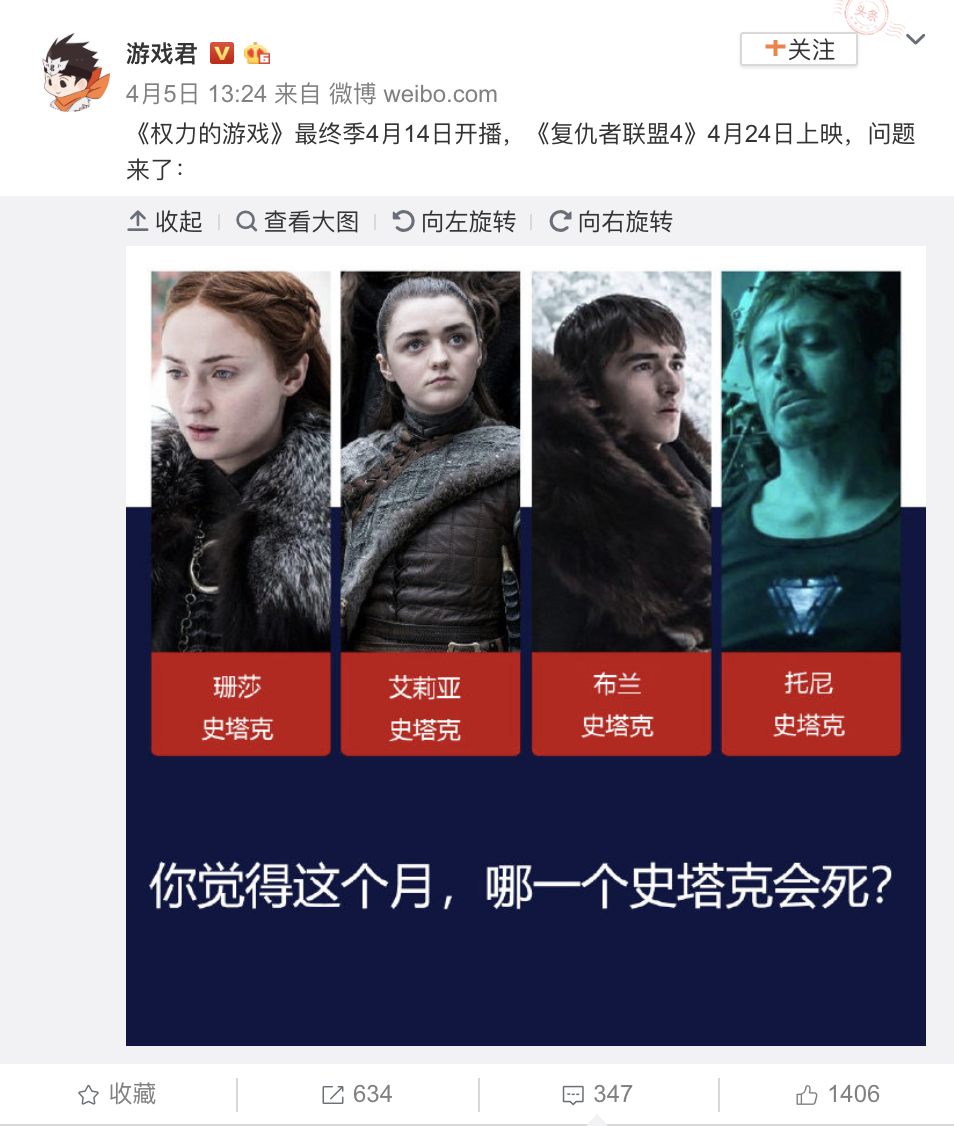 头条
游戏君
关注
4月5日 13:24 来自 微博 weibo.com
《权力的游戏》最终季4月14日开播，《复仇者联盟4》4月24日上映，问题
来了：
收起 查看大图 向左旋转 向右旋转
珊莎
史塔克
艾莉亚
史塔克
布兰
史塔克
托尼
史塔克
你觉得这个月，哪一个史塔克会死？
收藏 634 347 1406